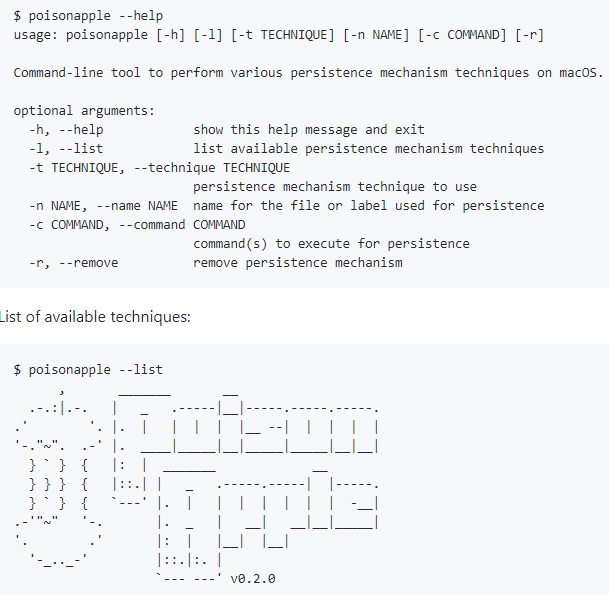 $ poisonapple --help
usage: poisonapple [-h] [-l] [-t TECHNIQUE] [-n NAME] [-c COMMAND] [-r]
Command-line tool to perform various persistence mechanism techniques on macOS.
optional arguments:
-h, --help show this help message and exit
-l, --list list available persistence mechanism techniques
-t TECHNIQUE, --technique TECHNIQUE
persistence mechanism technique to use
-n NAME, --name NAME name for the file or label used for persistence
-c COMMAND, --command COMMAND
command(s) to execute for persistence
-r, --remove remove persistence mechanism
List of available techniques:
$ poisonapple --list
Poison
Apple
v0.2.0